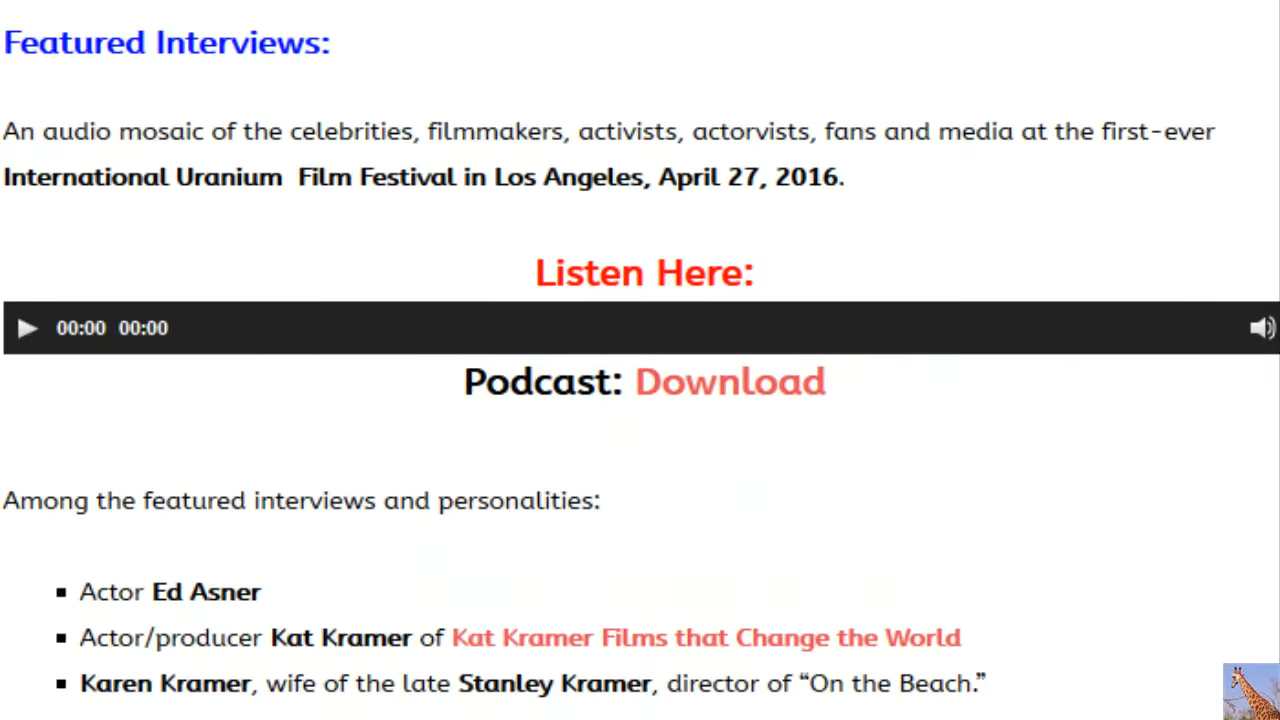 Featured Interviews:
An audio mosaic of the celebrities, filmmakers, activists, actorvists, fans and media at the first-ever
International Uranium  Film Festival in Los Angeles, April 27, 2016.
Listen Here:
00:00 00:00
Podcast: Download
Among the featured interviews and personalities:
▪ Actor Ed Asner
▪ Actor/producer Kat Kramer of Kat Kramer Films that Change the World
▪ Karen Kramer, wife of the late Stanley Kramer, director of “On the Beach.”